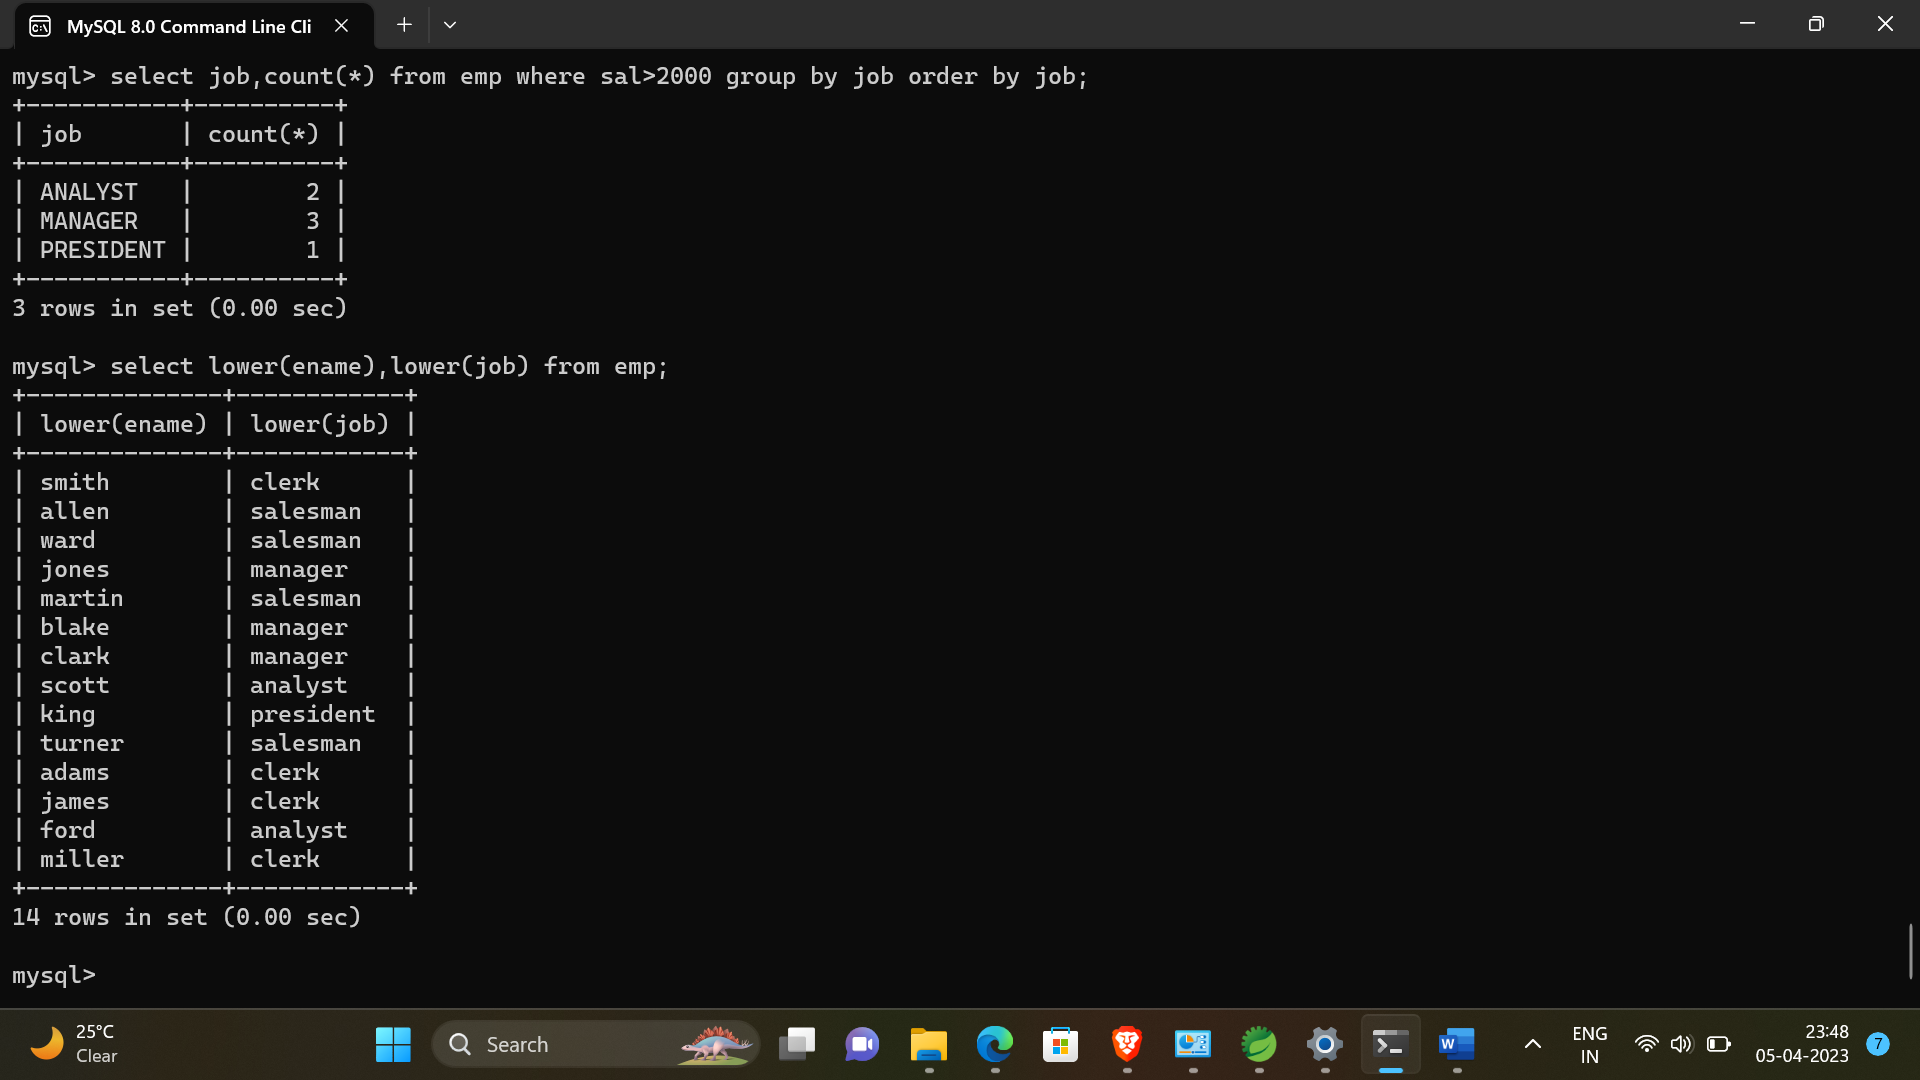 MySQL 8.0 Command Line Cli
mysql> select job,count(*) from emp where sal>2000 group by job order by job;
+-----------+----------+
| job       | count(*) |
+-----------+----------+
| ANALYST   |        2 |
| MANAGER   |        3 |
| PRESIDENT |        1 |
+-----------+----------+
3 rows in set (0.00 sec)
mysql> select lower(ename),lower(job) from emp;
+--------------+------------+
| lower(ename) | lower(job) |
+--------------+------------+
| smith        | clerk      |
| allen        | salesman   |
| ward         | salesman   |
| jones        | manager    |
| martin       | salesman   |
| blake        | manager    |
| clark        | manager    |
| scott        | analyst    |
| king         | president  |
| turner       | salesman   |
| adams        | clerk      |
| james        | clerk      |
| ford         | analyst    |
| miller       | clerk      |
+--------------+------------+
14 rows in set (0.00 sec)
mysql>
25°C
Clear
Search
ENG
IN
23:48
05-04-2023
7